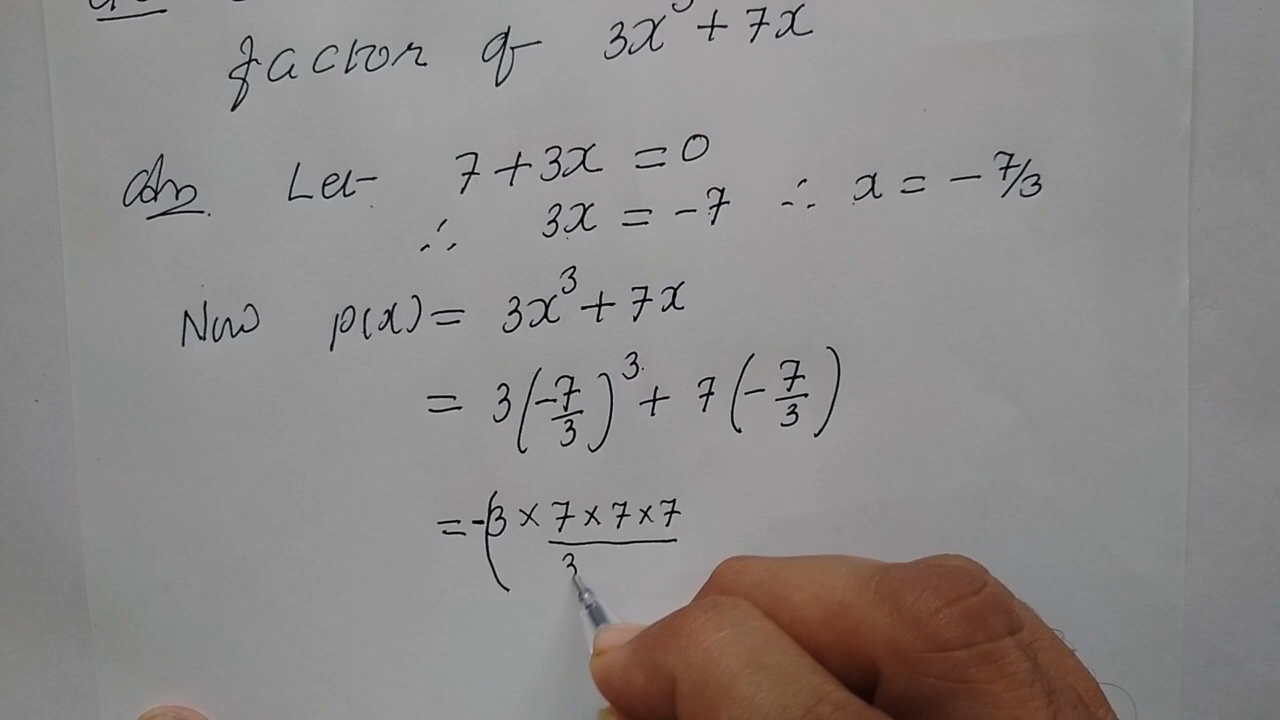 factor of 3x³ + 7x
Ans. Let 7 + 3x = 0
∴ 3x = -7 ∴ x = -7/3
Now p(x) = 3x³ + 7x
= 3(-7/3)³ + 7(-7/3)
= -(3 × 7 × 7 × 7 / 3